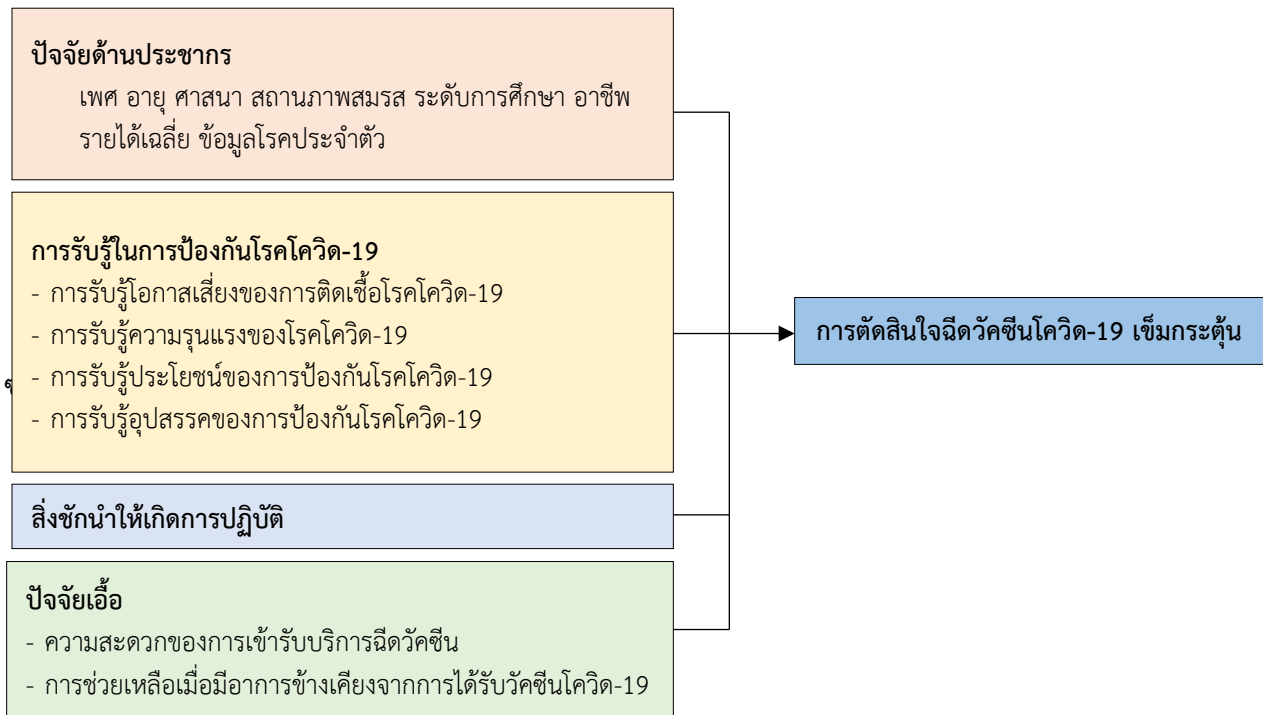 ปัจจัยด้านประชากร
เพศ อายุ ศาสนา สถานภาพสมรส ระดับการศึกษา อาชีพ
รายได้เฉลี่ย ข้อมูลโรคประจำตัว
การรับรู้ในการป้องกันโรคโควิด-19
- การรับรู้โอกาสเสี่ยงของการติดเชื้อโรคโควิด-19
- การรับรู้ความรุนแรงของโรคโควิด-19
- การรับรู้ประโยชน์ของการป้องกันโรคโควิด-19
- การรับรู้อุปสรรคของการป้องกันโรคโควิด-19
สิ่งชักนำให้เกิดการปฏิบัติ
ปัจจัยเอื้อ
- ความสะดวกของการเข้ารับบริการฉีดวัคซีน
- การช่วยเหลือเมื่อมีอาการข้างเคียงจากการได้รับวัคซีนโควิด-19
การตัดสินใจฉีดวัคซีนโควิด-19 เข็มกระตุ้น